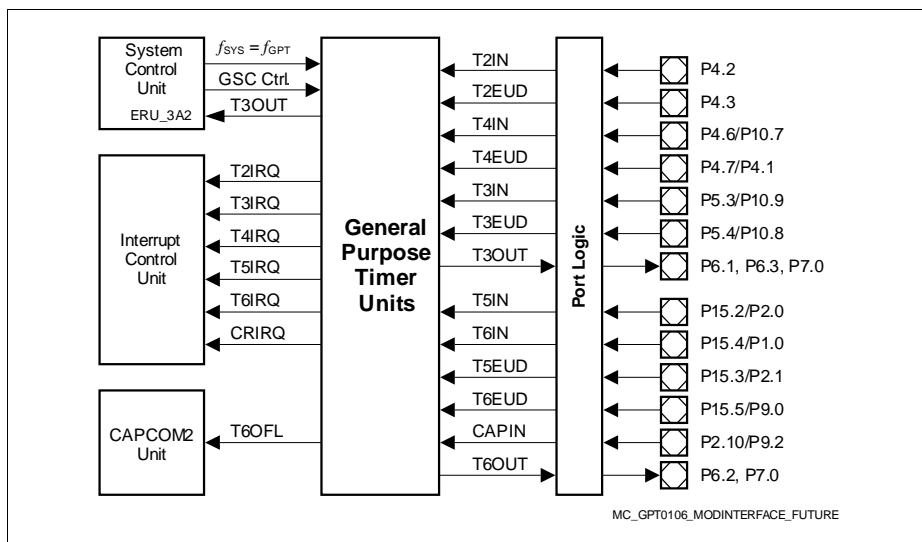 System
Control
Unit
ERU_3A2
fSYS = fGPT
GSC Ctrl.
T3OUT
Interrupt
Control
Unit
T2IRQ
T3IRQ
T4IRQ
T5IRQ
T6IRQ
CRIRQ
CAPCOM2
Unit
T6OFL
General
Purpose
Timer
Units
T2IN
T2EUD
T4IN
T4EUD
T3IN
T3EUD
T3OUT
T5IN
T6IN
T5EUD
T6EUD
CAPIN
T6OUT
Port Logic
P4.2
P4.3
P4.6/P10.7
P4.7/P4.1
P5.3/P10.9
P5.4/P10.8
P6.1, P6.3, P7.0
P15.2/P2.0
P15.4/P1.0
P15.3/P2.1
P15.5/P9.0
P2.10/P9.2
P6.2, P7.0
MC_GPT0106_MODINTERFACE_FUTURE